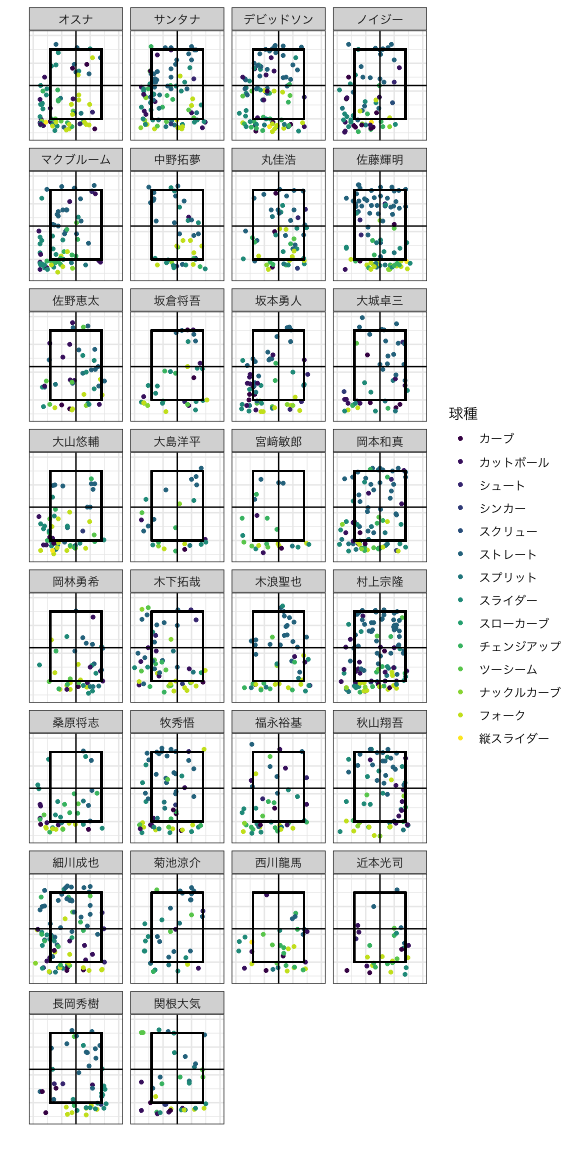 オスナ
サンタナ
デビッドソン
ノイジー
マクブルーム
中野拓夢
丸佳浩
佐藤輝明
佐野恵太
坂倉将吾
坂本勇人
大城卓三
大山悠輔
大島洋平
宮﨑敏郎
岡本和真
岡林勇希
木下拓哉
木浪聖也
村上宗隆
桑原将志
牧秀悟
福永裕基
秋山翔吾
細川成也
菊池涼介
西川龍馬
近本光司
長岡秀樹
関根大気
球種
カーブ
カットボール
シュート
シンカー
スクリュー
ストレート
スプリット
スライダー
スローカーブ
チェンジアップ
ツーシーム
ナックルカーブ
フォーク
縦スライダー